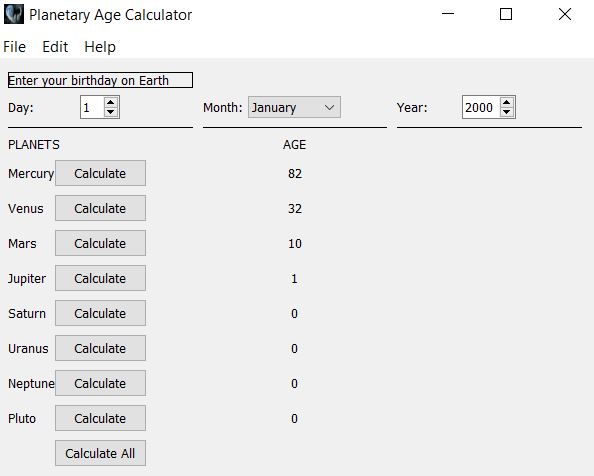 Planetary Age Calculator
File Edit Help
Enter your birthday on Earth
Day: 1 Month: January Year: 2000
PLANETS AGE
Mercury Calculate 82
Venus Calculate 32
Mars Calculate 10
Jupiter Calculate 1
Saturn Calculate 0
Uranus Calculate 0
Neptune Calculate 0
Pluto Calculate 0
Calculate All